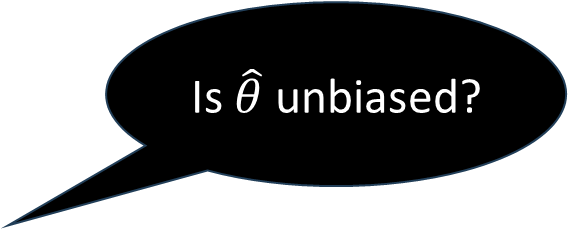 Is θ̂ unbiased?